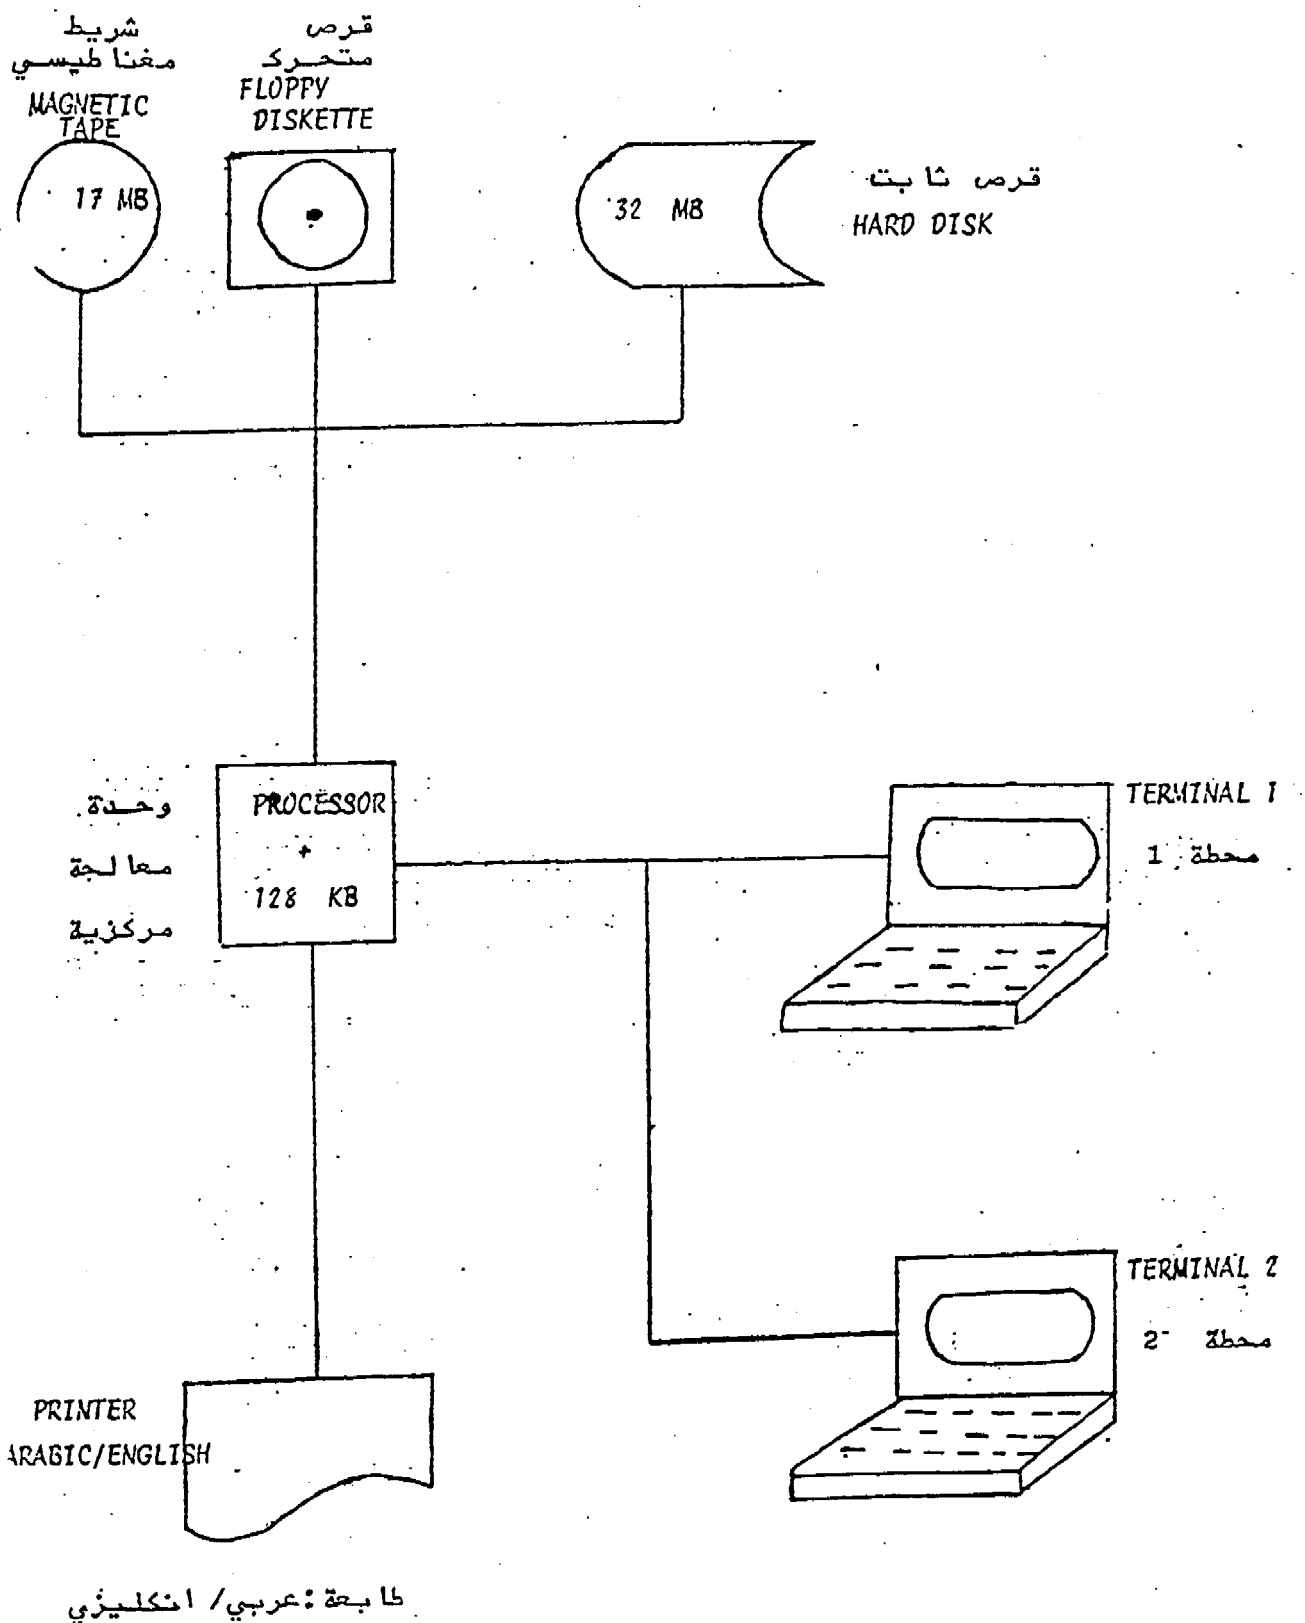 شريط
مغناطيسي
MAGNETIC
TAPE
17 MB
قرص
متحرك
FLOPPY
DISKETTE
32 MB
قرص ثابت
HARD DISK
وحدة
معالجة
مركزية
PROCESSOR
+
128 KB
TERMINAL 1
محطة 1
TERMINAL 2
محطة 2
PRINTER
ARABIC/ENGLISH
طابعة : عربي / انكليزي